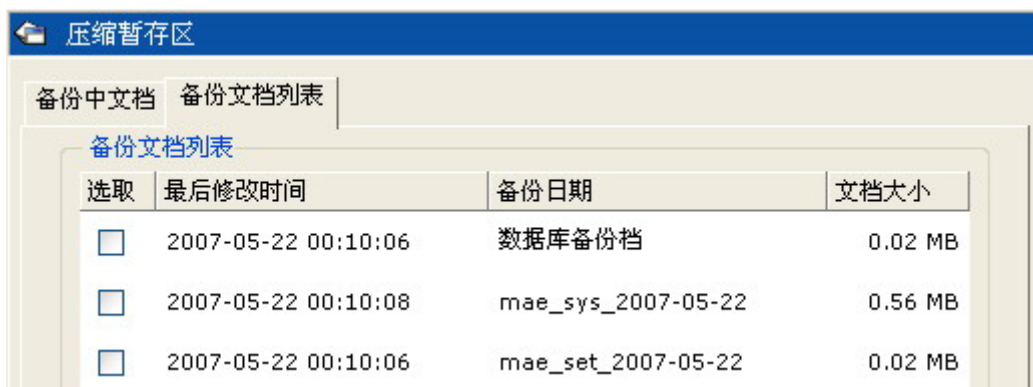 压缩暂存区
备份中文档 备份文档列表
备份文档列表
选取 最后修改时间 备份日期 文档大小
2007-05-22 00:10:06 数据库备份档 0.02 MB
2007-05-22 00:10:08 mae_sys_2007-05-22 0.56 MB
2007-05-22 00:10:06 mae_set_2007-05-22 0.02 MB